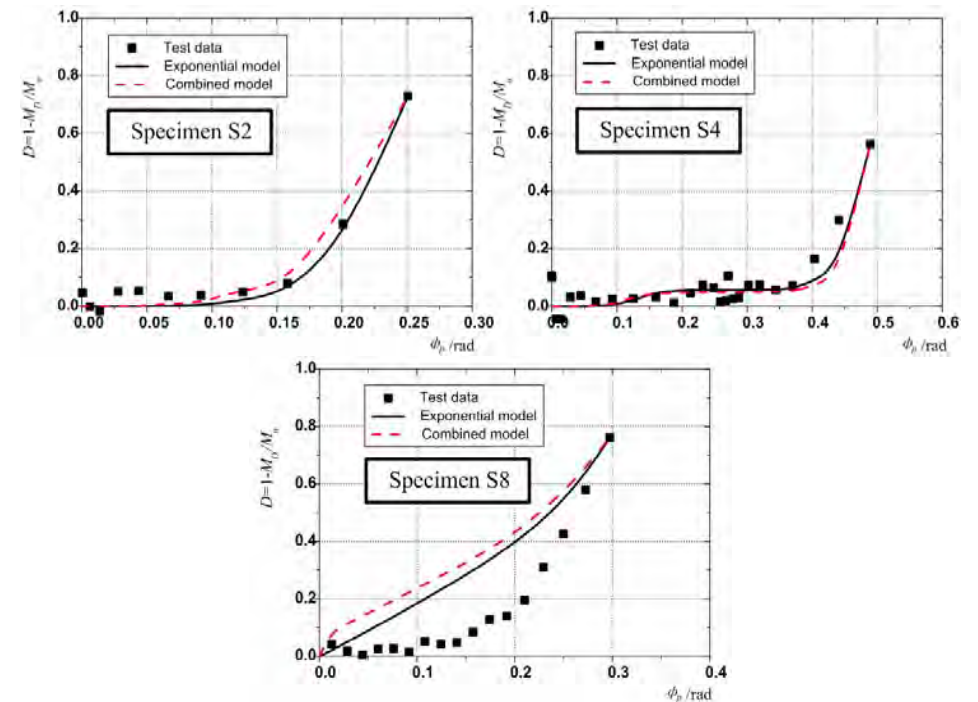 1.0
0.8
0.6
0.4
0.2
0.0
D=1-M_D/M_u
Test data
Exponential model
Combined model
Specimen S2
0.00 0.05 0.10 0.15 0.20 0.25 0.30
ϕ_p /rad
1.0
0.8
0.6
0.4
0.2
0.0
D=1-M_D/M_u
Test data
Exponential model
Combined model
Specimen S4
0.0 0.1 0.2 0.3 0.4 0.5 0.6
ϕ_p /rad
1.0
0.8
0.6
0.4
0.2
0.0
D=1-M_D/M_u
Test data
Exponential model
Combined model
Specimen S8
0.0 0.1 0.2 0.3 0.4
ϕ_p /rad